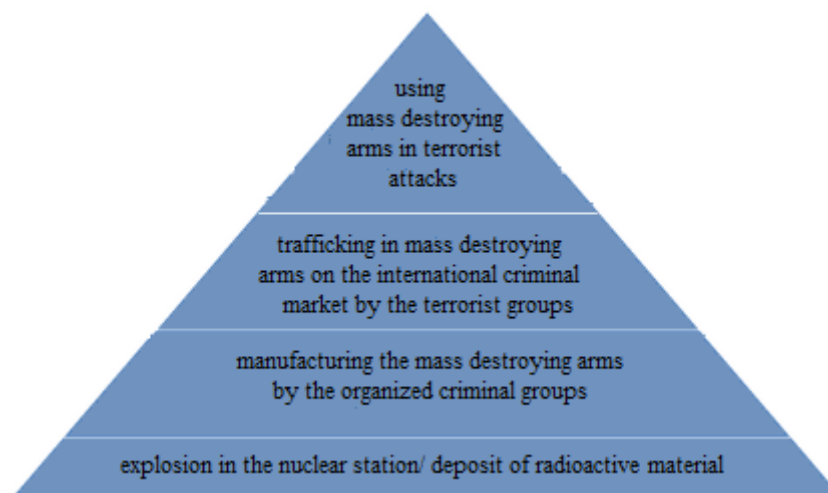 using
mass destroying
arms in terrorist
attacks
trafficking in mass destroying
arms on the international criminal
market by the terrorist groups
manufacturing the mass destroying arms
by the organized criminal groups
explosion in the nuclear station/ deposit of radioactive material